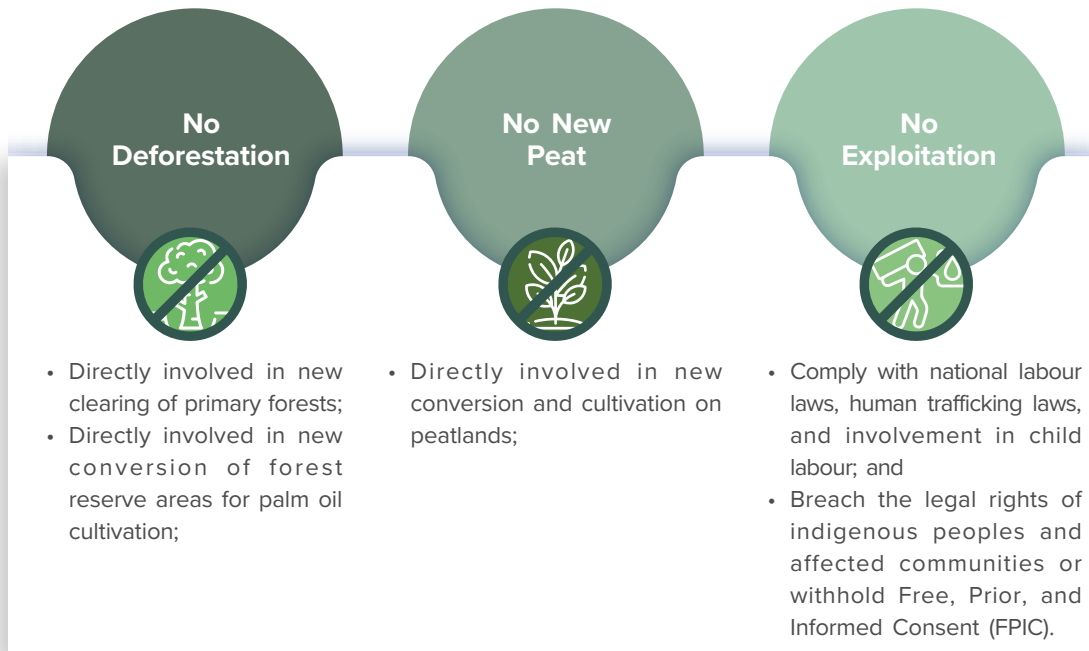 No
Deforestation
• Directly involved in new
clearing of primary forests;
• Directly involved in new
conversion of forest
reserve areas for palm oil
cultivation;
No New
Peat
• Directly involved in new
conversion and cultivation on
peatlands;
No
Exploitation
• Comply with national labour
laws, human trafficking laws,
and involvement in child
labour; and
• Breach the legal rights of
indigenous peoples and
affected communities or
withhold Free, Prior, and
Informed Consent (FPIC).